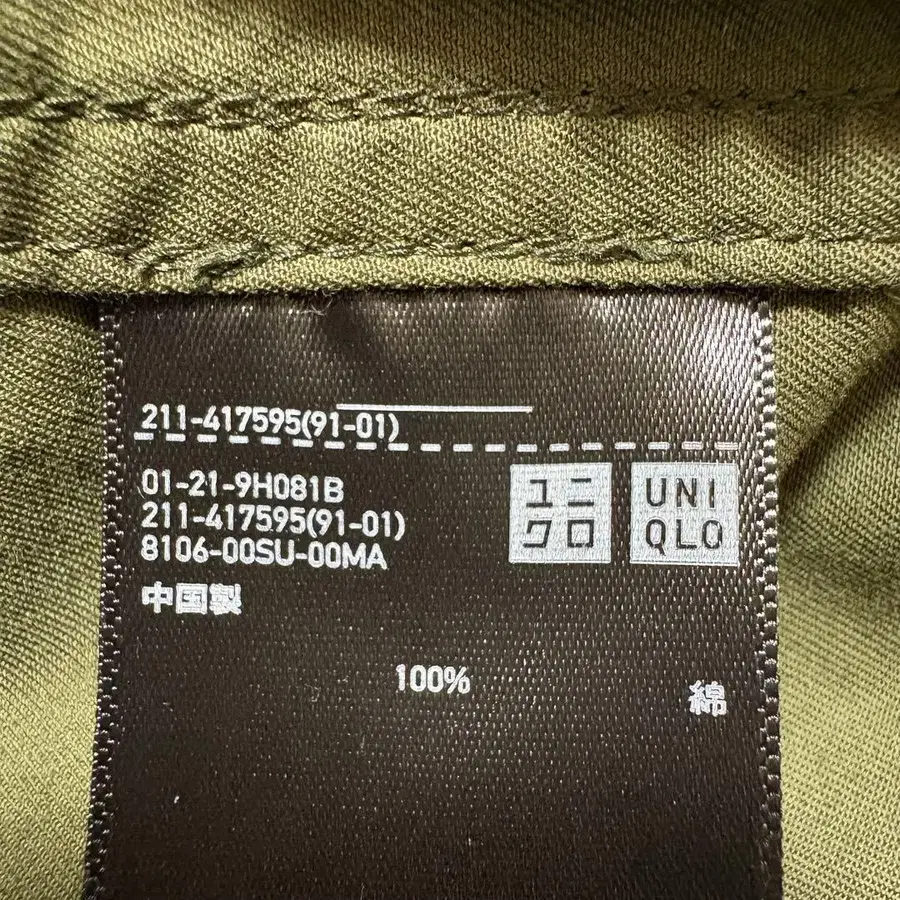 211-417595(91-01)
01-21-9H081B
211-417595(91-01)
8106-00SU-00MA
中国製
ユニ
クロ
UNI
QLO
100%
綿